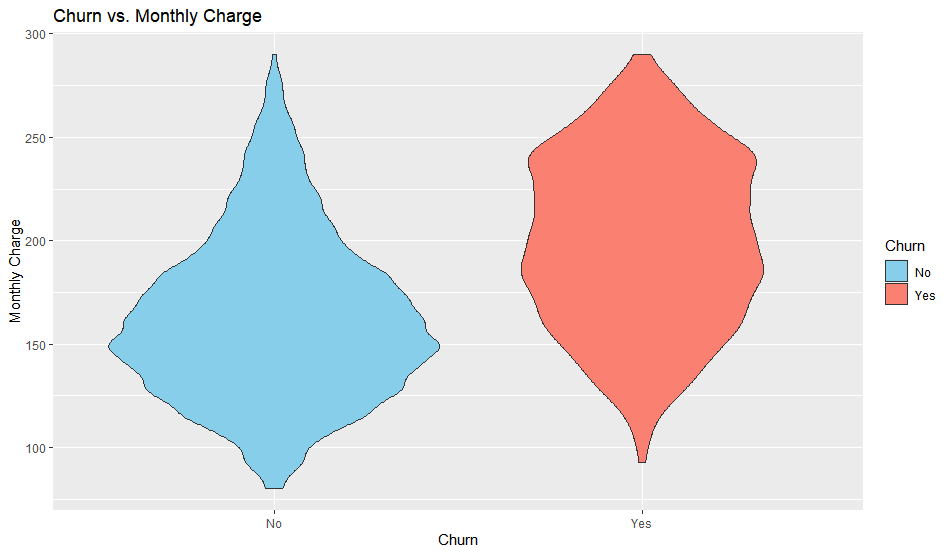 Churn vs. Monthly Charge
300
250
200
150
100
Monthly Charge
No
Yes
Churn
Churn
No
Yes